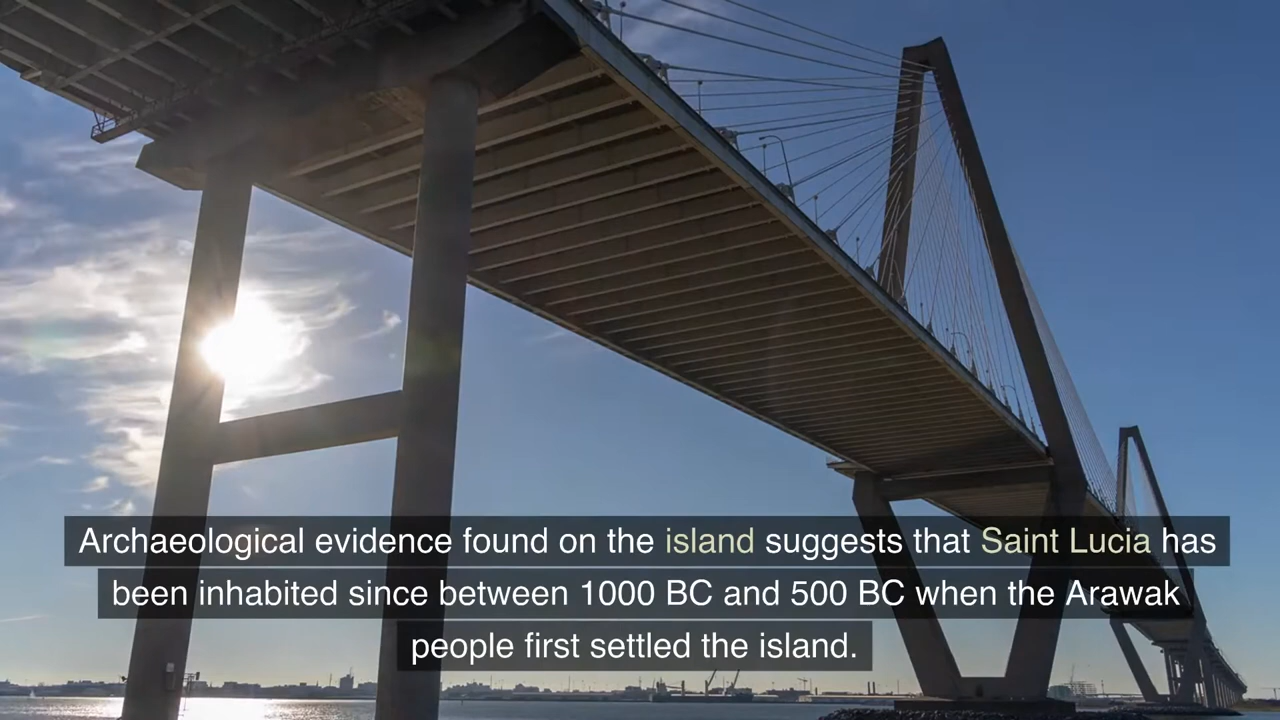 Archaeological evidence found on the island suggests that Saint Lucia has
been inhabited since between 1000 BC and 500 BC when the Arawak
people first settled the island.